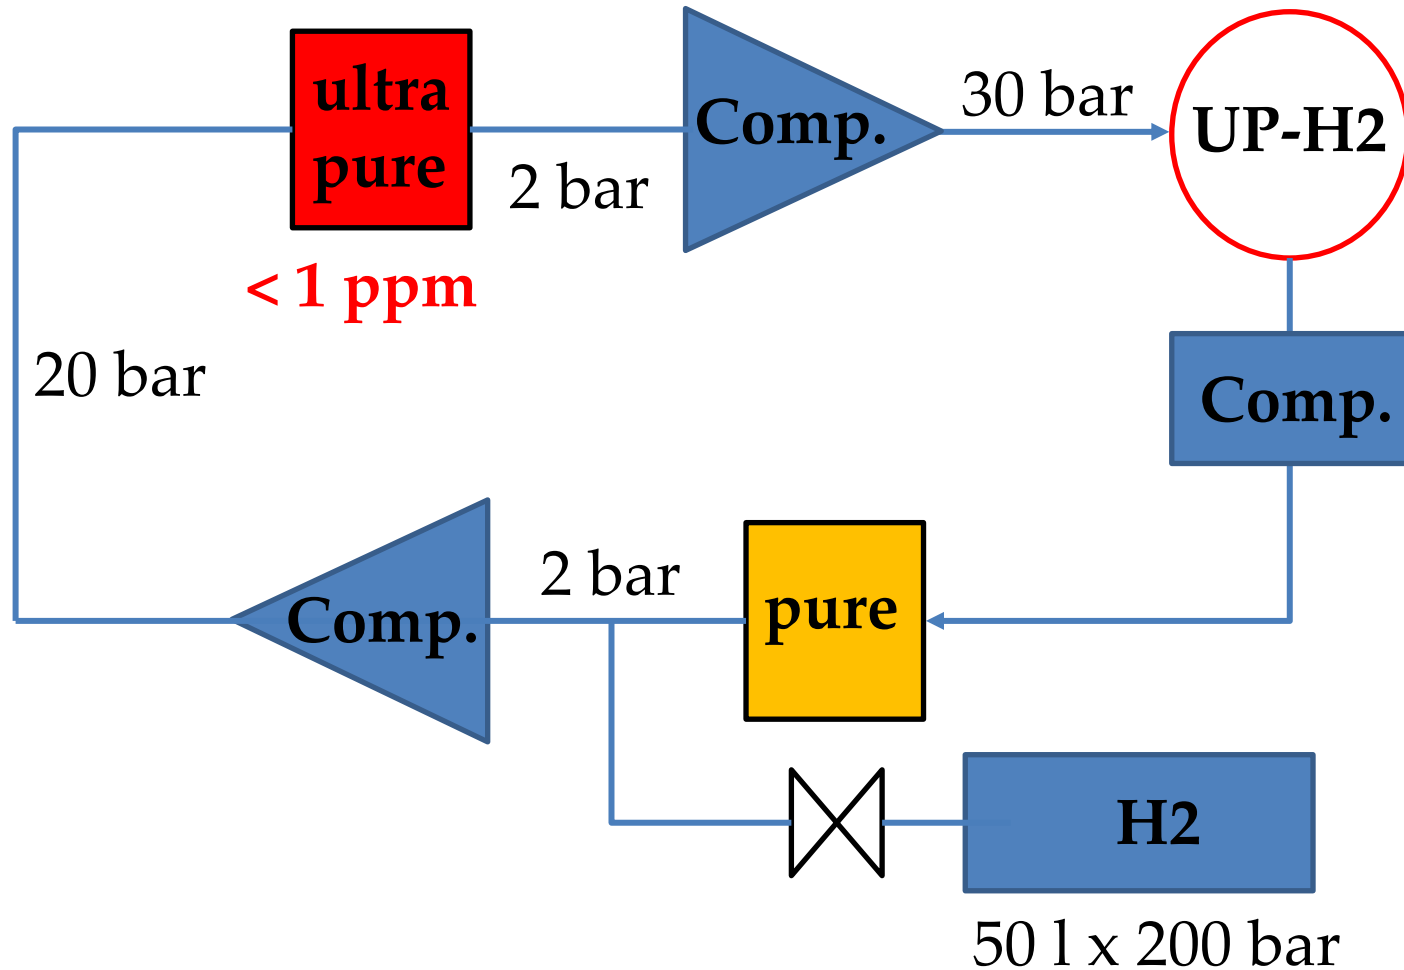 ultra
pure
Comp.
30 bar
UP-H2
2 bar
< 1 ppm
20 bar
Comp.
2 bar
Comp.
pure
H2
50 l x 200 bar